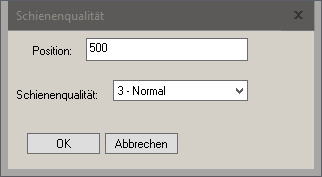 Schienenqualität
Position: 500
Schienenqualität: 3 - Normal
OK Abbrechen